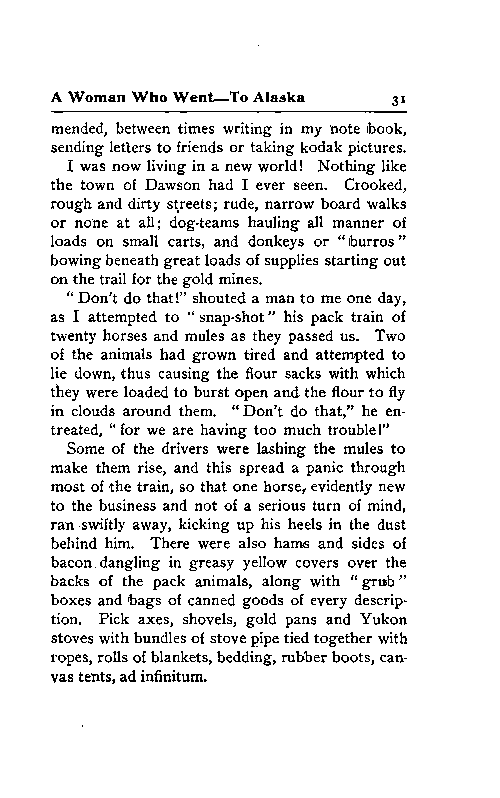 A Woman Who Went—To Alaska 31
mended, between times writing in my note book,
sending letters to friends or taking kodak pictures.
I was now living in a new world! Nothing like
the town of Dawson had I ever seen. Crooked,
rough and dirty streets; rude, narrow board walks
or none at all; dog-teams hauling all manner of
loads on small carts, and donkeys or "burros"
bowing beneath great loads of supplies starting out
on the trail for the gold mines.
"Don't do that!" shouted a man to me one day,
as I attempted to "snap-shot" his pack train of
twenty horses and mules as they passed us. Two
of the animals had grown tired and attempted to
lie down, thus causing the flour sacks with which
they were loaded to burst open and the flour to fly
in clouds around them. "Don't do that," he en-
treated, "for we are having too much trouble!"
Some of the drivers were lashing the mules to
make them rise, and this spread a panic through
most of the train, so that one horse, evidently new
to the business and not of a serious turn of mind,
ran swiftly away, kicking up his heels in the dust
behind him. There were also hams and sides of
bacon dangling in greasy yellow covers over the
backs of the pack animals, along with "grub"
boxes and bags of canned goods of every descrip-
tion. Pick axes, shovels, gold pans and Yukon
stoves with bundles of stove pipe tied together with
ropes, rolls of blankets, bedding, rubber boots, can-
vas tents, ad infinitum.